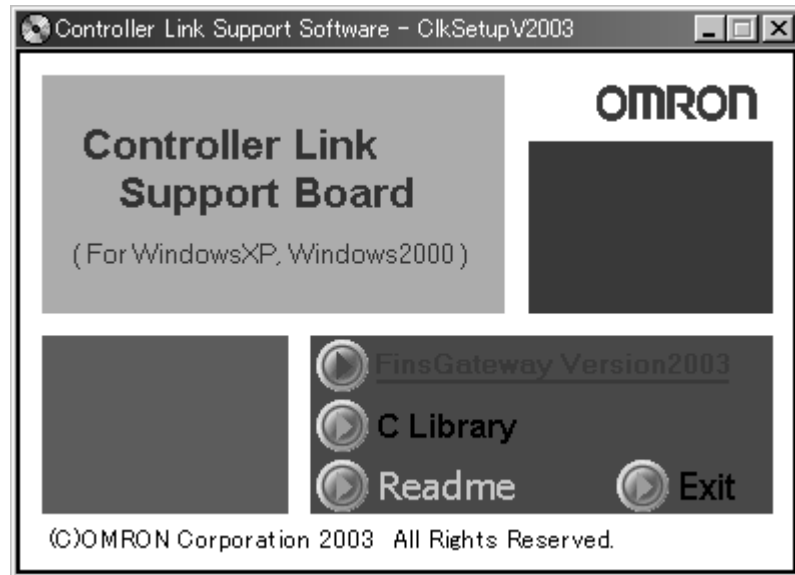 Controller Link Support Software - ClkSetupV2003
OMRON
Controller Link
Support Board
(For WindowsXP, Windows2000)
FinsGateway Version2003
C Library
Readme
Exit
(C)OMRON Corporation 2003 All Rights Reserved.